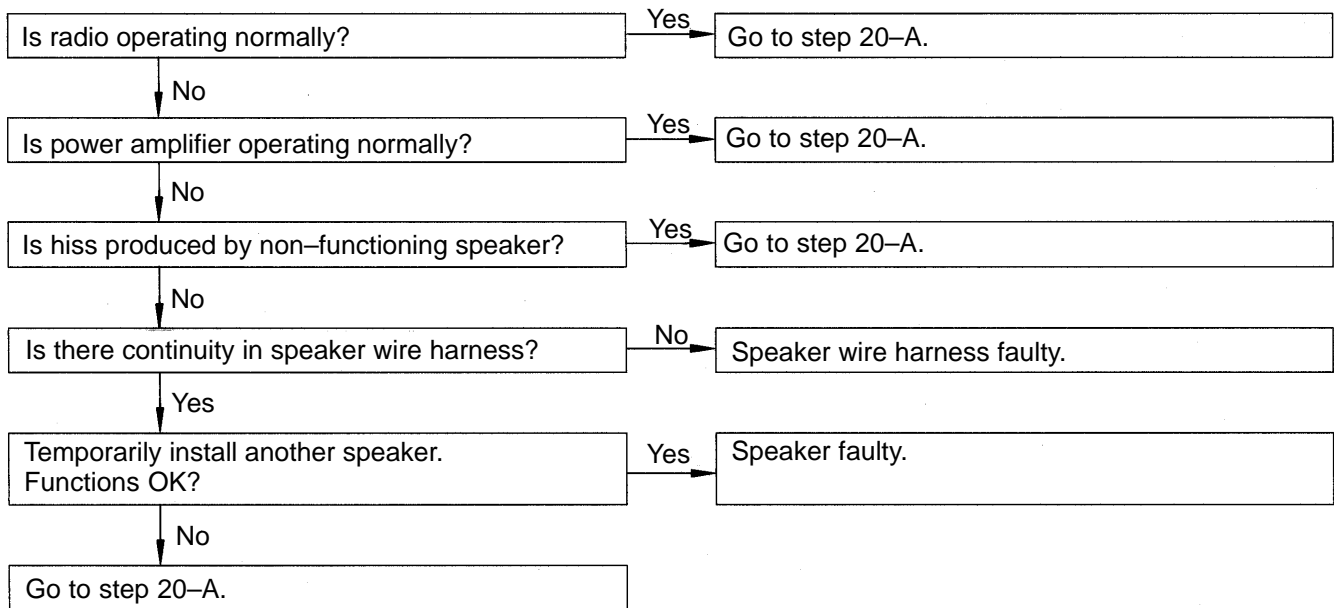 Is radio operating normally?
Yes
Go to step 20–A.
No
Is power amplifier operating normally?
Yes
Go to step 20–A.
No
Is hiss produced by non–functioning speaker?
Yes
Go to step 20–A.
No
Is there continuity in speaker wire harness?
No
Speaker wire harness faulty.
Yes
Temporarily install another speaker.
Functions OK?
Yes
Speaker faulty.
No
Go to step 20–A.